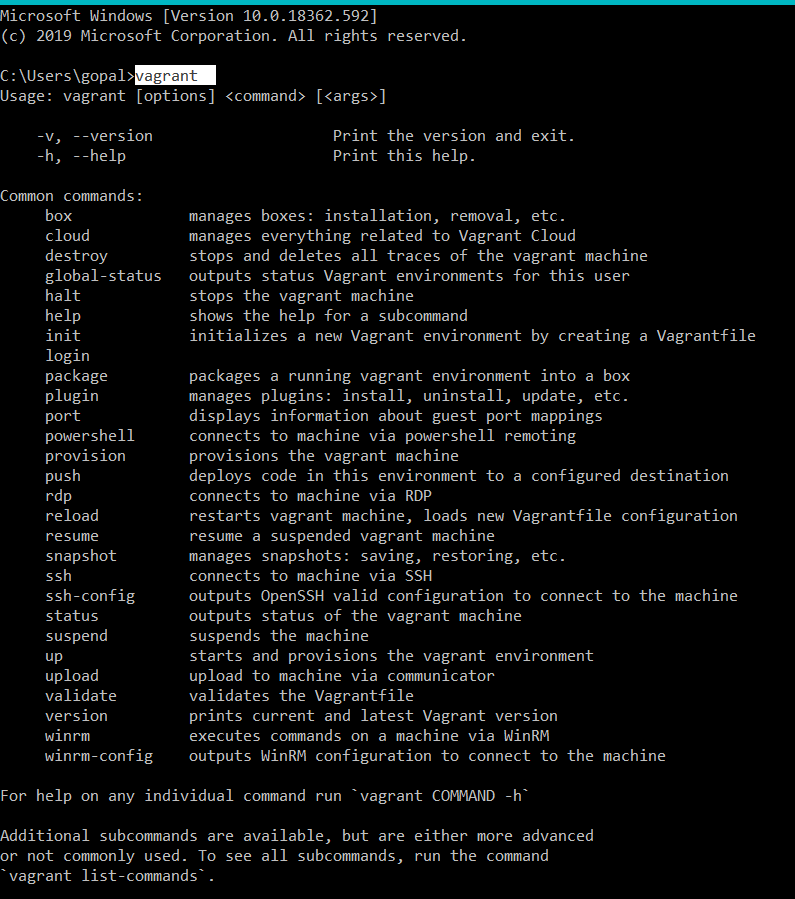 Microsoft Windows [Version 10.0.18362.592]
(c) 2019 Microsoft Corporation. All rights reserved.
C:\Users\gopal>vagrant
Usage: vagrant [options] <command> [<args>]
-v, --version                    Print the version and exit.
-h, --help                       Print this help.
Common commands:
box             manages boxes: installation, removal, etc.
cloud           manages everything related to Vagrant Cloud
destroy         stops and deletes all traces of the vagrant machine
global-status   outputs status Vagrant environments for this user
halt            stops the vagrant machine
help            shows the help for a subcommand
init            initializes a new Vagrant environment by creating a Vagrantfile
login
package         packages a running vagrant environment into a box
plugin          manages plugins: install, uninstall, update, etc.
port            displays information about guest port mappings
powershell      connects to machine via powershell remoting
provision       provisions the vagrant machine
push            deploys code in this environment to a configured destination
rdp             connects to machine via RDP
reload          restarts vagrant machine, loads new Vagrantfile configuration
resume          resume a suspended vagrant machine
snapshot        manages snapshots: saving, restoring, etc.
ssh             connects to machine via SSH
ssh-config      outputs OpenSSH valid configuration to connect to the machine
status          outputs status of the vagrant machine
suspend         suspends the machine
up              starts and provisions the vagrant environment
upload          upload to machine via communicator
validate        validates the Vagrantfile
version         prints current and latest Vagrant version
winrm           executes commands on a machine via WinRM
winrm-config    outputs WinRM configuration to connect to the machine
For help on any individual command run `vagrant COMMAND -h`
Additional subcommands are available, but are either more advanced
or not commonly used. To see all subcommands, run the command
`vagrant list-commands`.